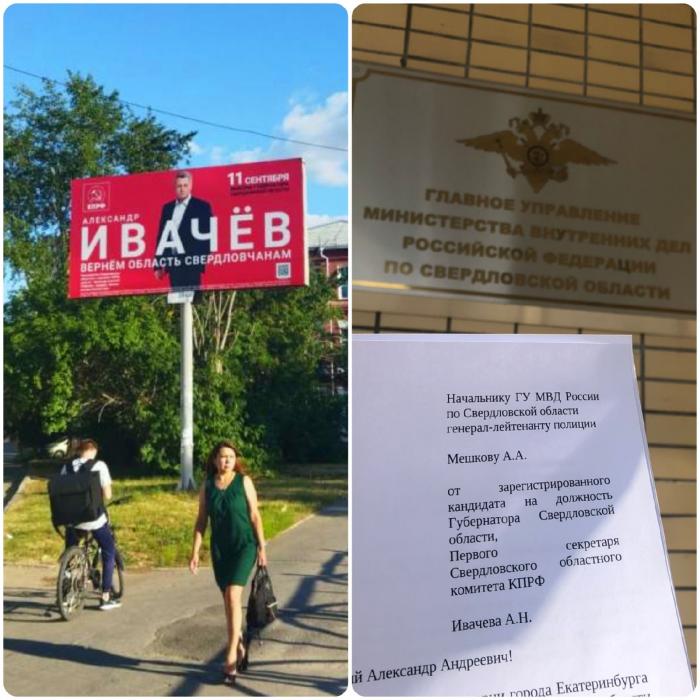 11 СЕНТЯБРЯ
КПРФ
АЛЕКСАНДР
ИВАЧЁВ
ВЕРНЁМ ОБЛАСТЬ СВЕРДЛОВЧАНАМ
ГЛАВНОЕ УПРАВЛЕНИЕ
МИНИСТЕРСТВА ВНУТРЕННИХ ДЕЛ
РОССИЙСКОЙ ФЕДЕРАЦИИ
ПО СВЕРДЛОВСКОЙ ОБЛАСТИ
Начальнику ГУ МВД России
по Свердловской области
генерал-лейтенанту полиции
Мешкову А.А.
от зарегистрированного
кандидата на должность
Губернатора Свердловской
области,
Первого секретаря
Свердловского областного
комитета КПРФ
Ивачева А.Н.
ий Александр Андреевич!
города Екатеринбурга